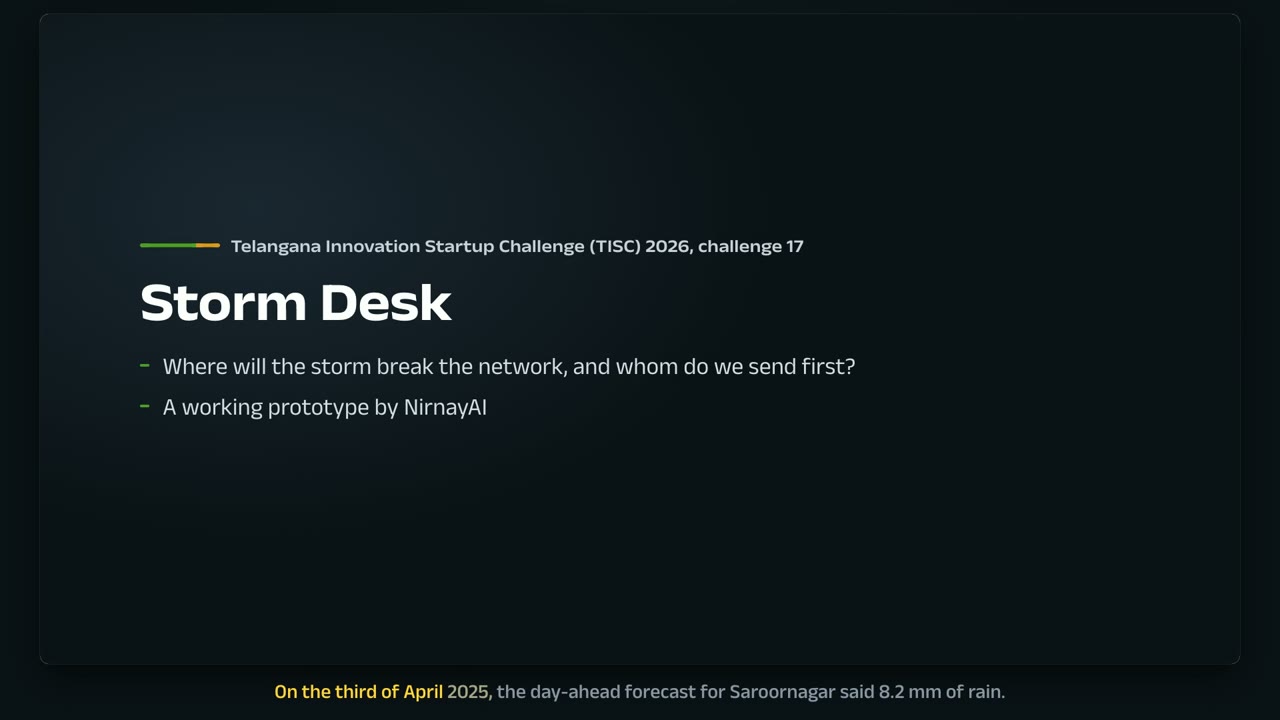 Telangana Innovation Startup Challenge (TISC) 2026, challenge 17
Storm Desk
- Where will the storm break the network, and whom do we send first?
- A working prototype by NirnayAI
On the third of April 2025, the day-ahead forecast for Saroornagar said 8.2 mm of rain.